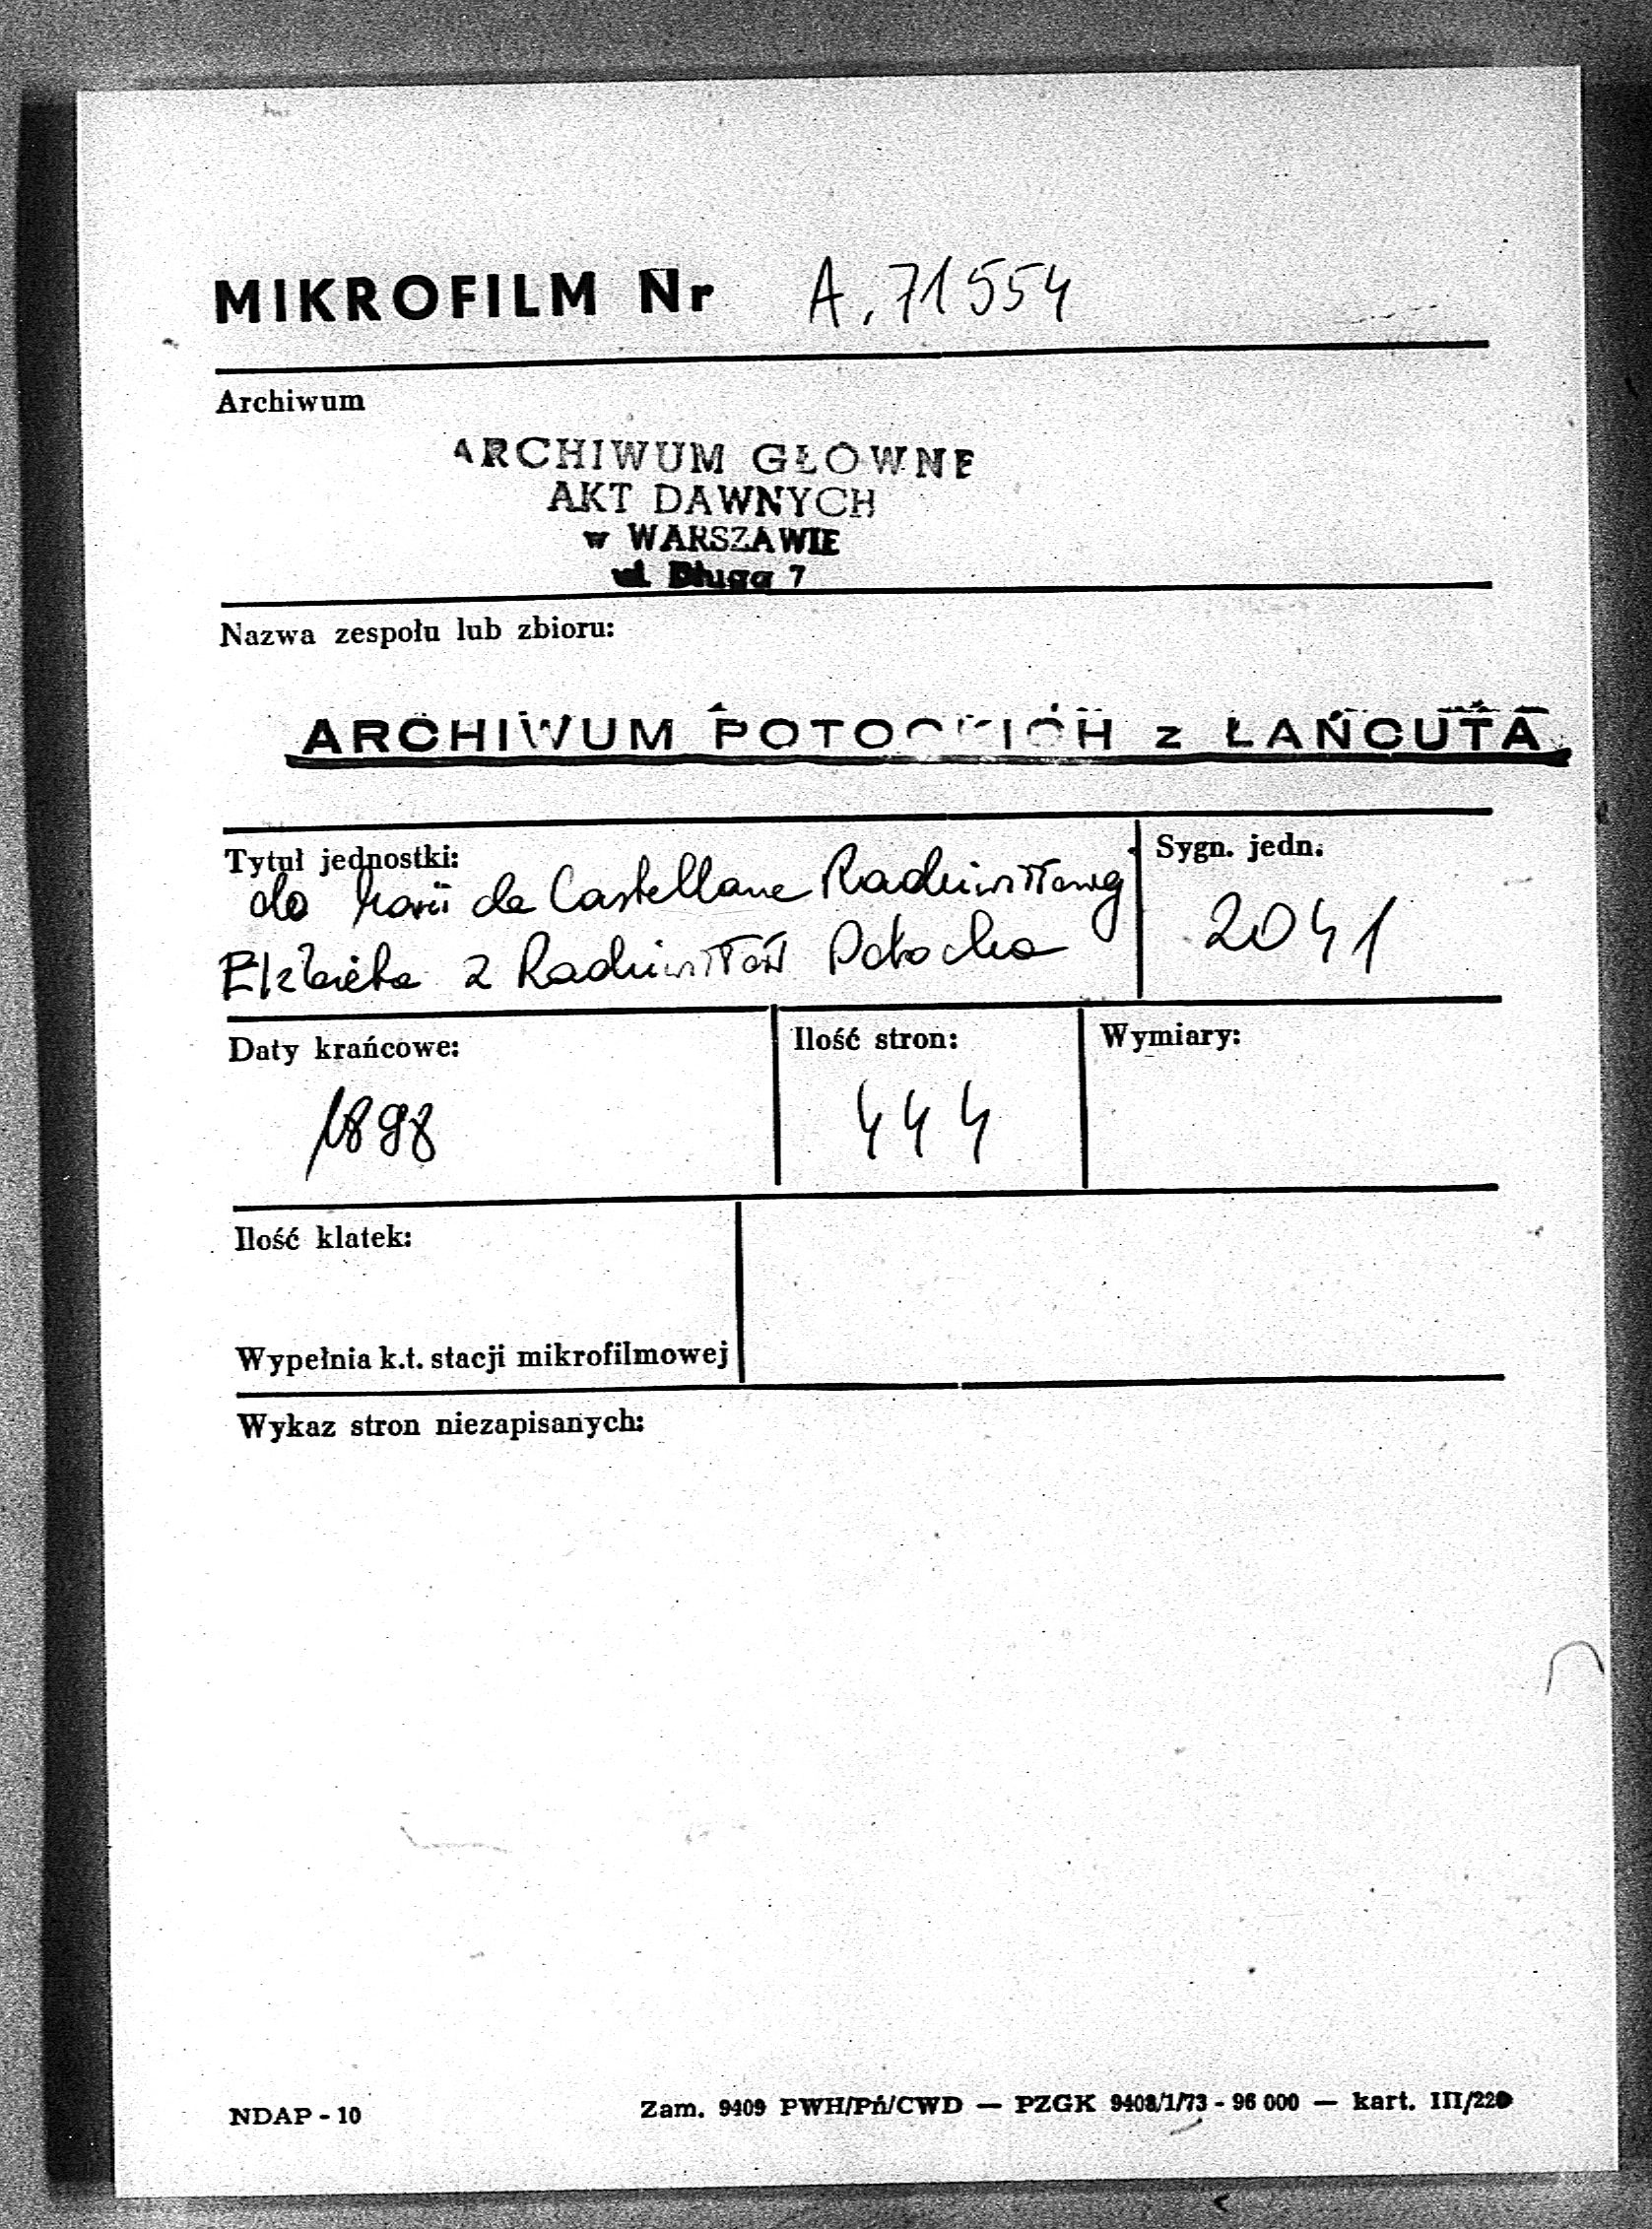 MIKROFILM Nr A. 71554
Archiwum
ARCHIWUM GŁÓWNE
AKT DAWNYCH
w WARSZAWIE
ul. Długa 7
Nazwa zespołu lub zbioru:
ARCHIWUM POTOCKICH z ŁAŃCUTA
Tytuł jednostki:
do Marii de Castellane Radziwiłłowej
Elżbieta z Radziwiłłów Potocka
Sygn. jedn.
2041
Daty krańcowe:
1898
Ilość stron:
444
Wymiary:
Ilość klatek:
Wypełnia k.t. stacji mikrofilmowej
Wykaz stron niezapisanych:
NDAP - 10
Zam. 9409 PWH/Pń/CWD — PZGK 9408/1/73 - 96 000 — kart. III/220